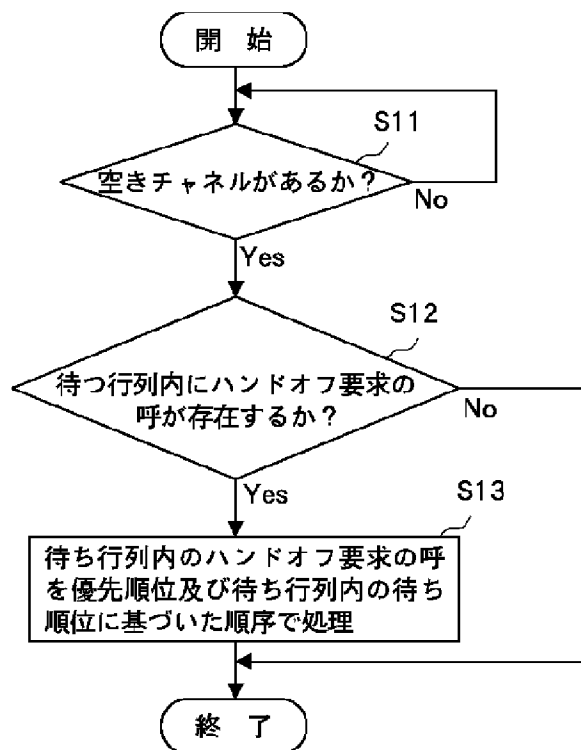 開 始
S11
空きチャネルがあるか?
No
Yes
S12
待つ行列内にハンドオフ要求の
呼が存在するか?
No
Yes
S13
待ち行列内のハンドオフ要求の呼
を優先順位及び待ち行列内の待ち
順位に基づいた順序で処理
終 了